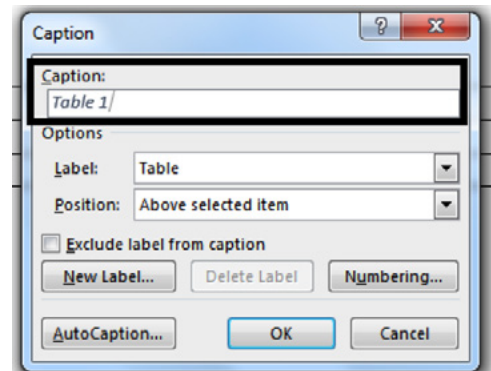 Caption
?
x
Caption:
Table 1
Options
Label: Table
Position: Above selected item
Exclude label from caption
New Label... Delete Label Numbering...
AutoCaption... OK Cancel